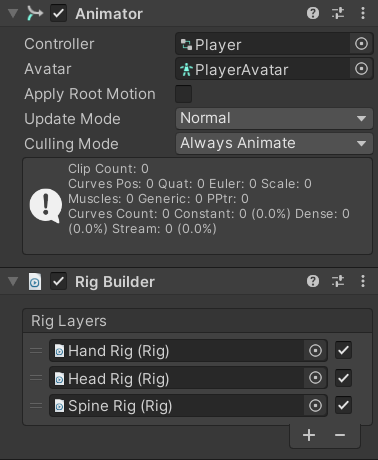 Animator
Controller
Player
Avatar
PlayerAvatar
Apply Root Motion
Update Mode
Normal
Culling Mode
Always Animate
Clip Count: 0
Curves Pos: 0 Quat: 0 Euler: 0 Scale: 0
Muscles: 0 Generic: 0 PPtr: 0
Curves Count: 0 Constant: 0 (0.0%) Dense: 0
(0.0%) Stream: 0 (0.0%)
Rig Builder
Rig Layers
Hand Rig (Rig)
Head Rig (Rig)
Spine Rig (Rig)